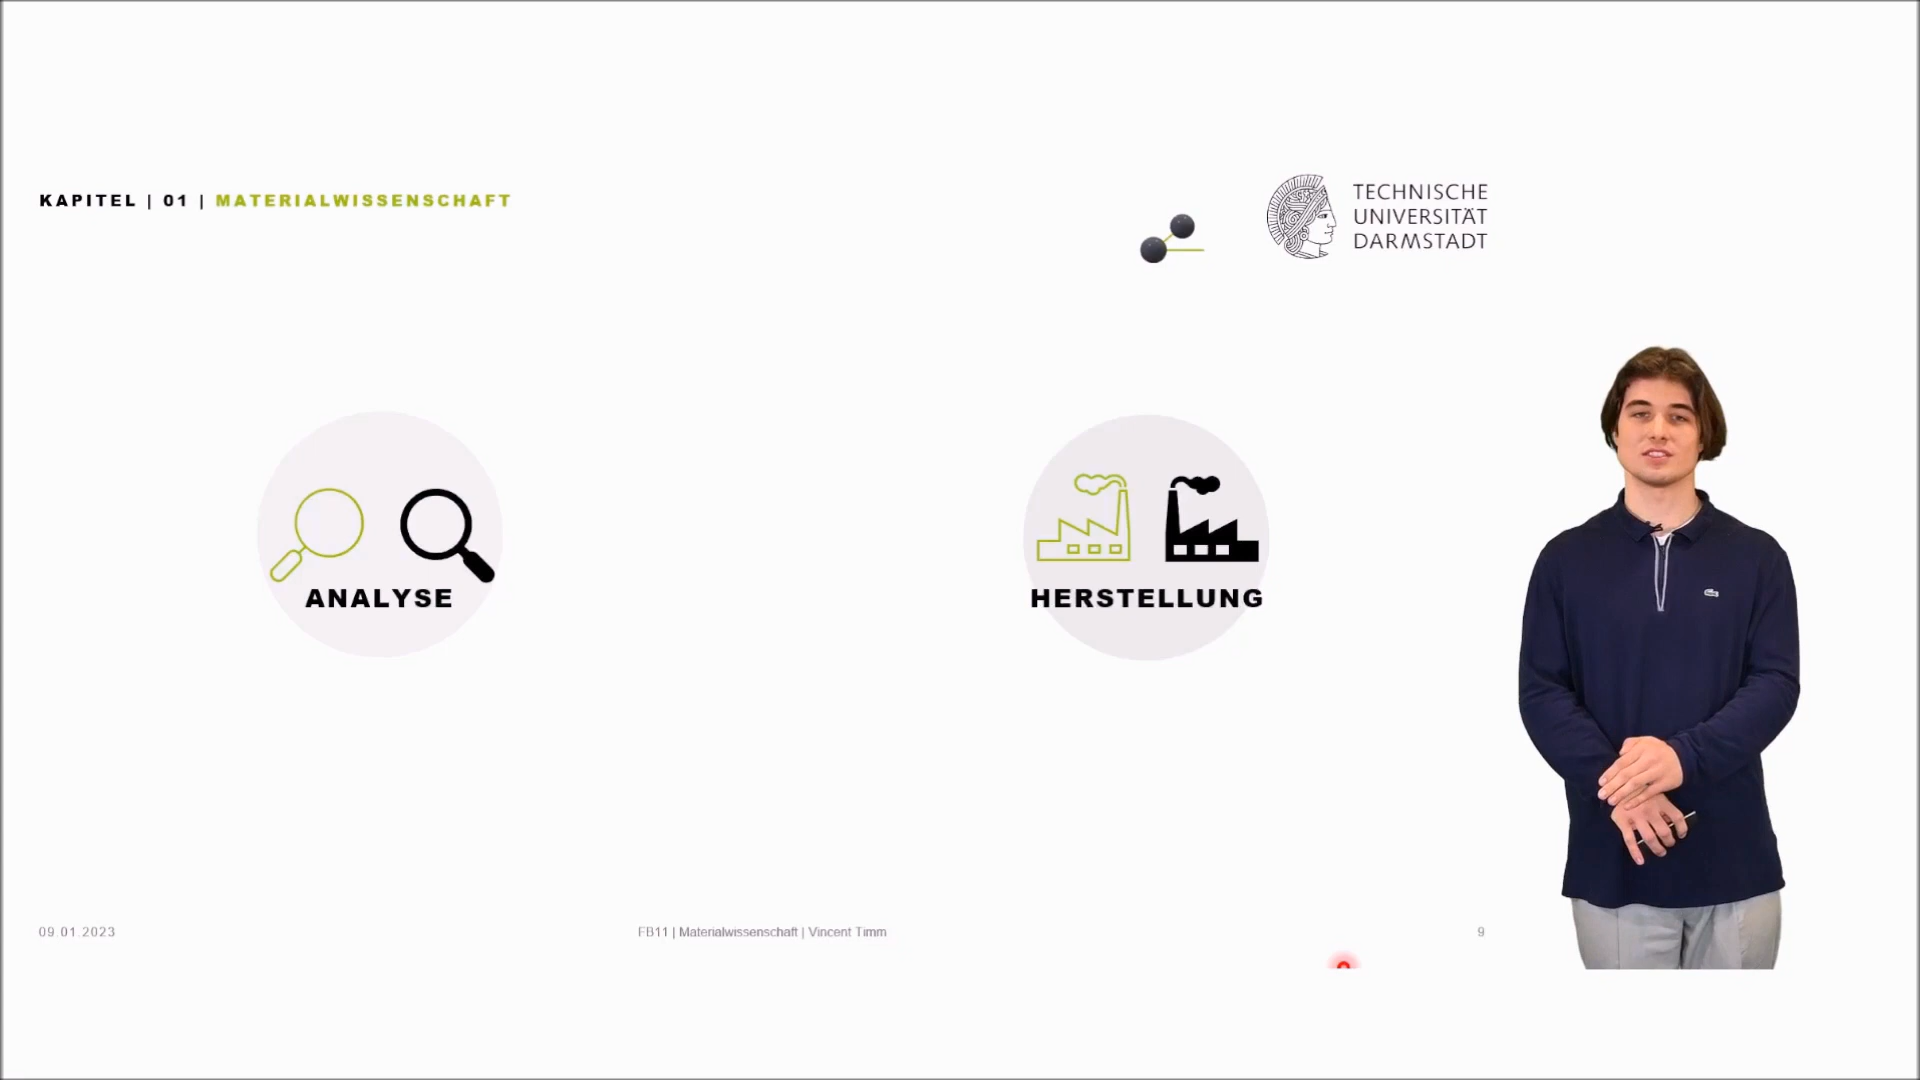 KAPITEL | 01 | MATERIALWISSENSCHAFT
TECHNISCHE
UNIVERSITÄT
DARMSTADT
ANALYSE
HERSTELLUNG
09.01.2023
FB11 | Materialwissenschaft | Vincent Timm
9